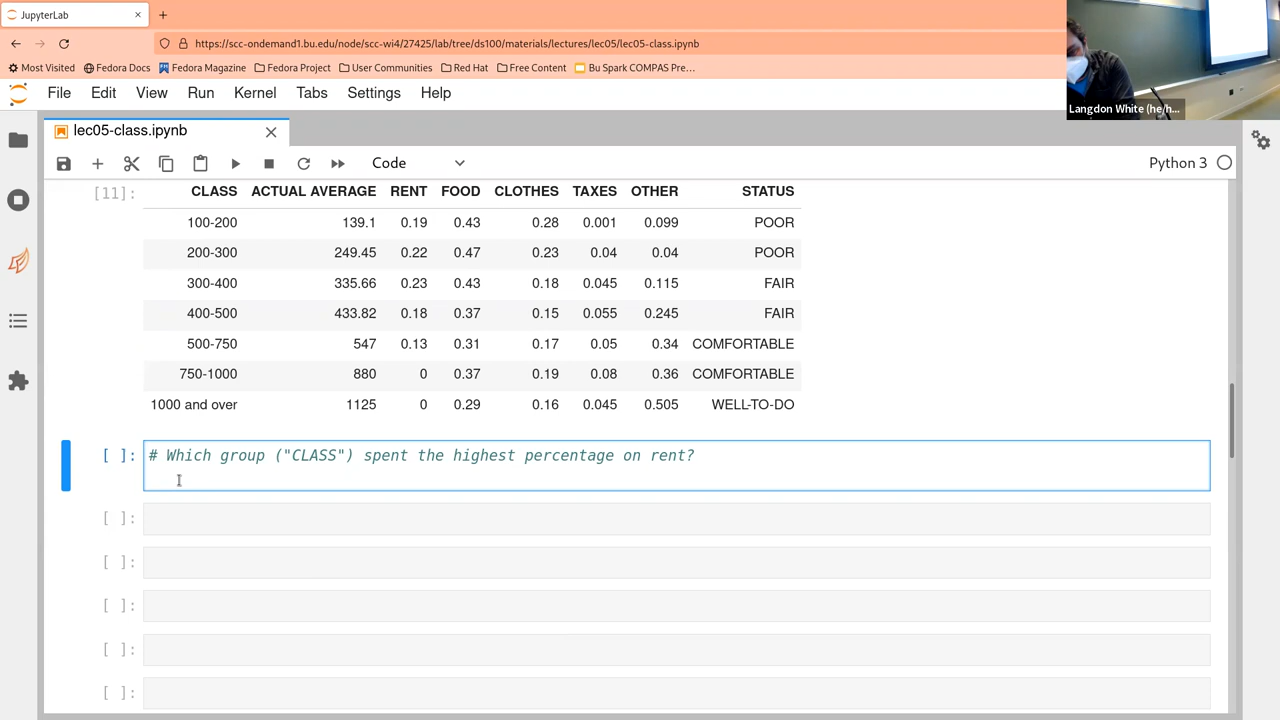 JupyterLab
https://scc-ondemand1.bu.edu/node/scc-wi4/27425/lab/tree/ds100/materials/lectures/lec05/lec05-class.ipynb
Most Visited Fedora Docs Fedora Magazine Fedora Project User Communities Red Hat Free Content Bu Spark COMPAS Pre…
Langdon White (he/h...
File Edit View Run Kernel Tabs Settings Help
lec05-class.ipynb
Code Python 3
[11]: CLASS ACTUAL AVERAGE RENT FOOD CLOTHES TAXES OTHER STATUS
100-200 139.1 0.19 0.43 0.28 0.001 0.099 POOR
200-300 249.45 0.22 0.47 0.23 0.04 0.04 POOR
300-400 335.66 0.23 0.43 0.18 0.045 0.115 FAIR
400-500 433.82 0.18 0.37 0.15 0.055 0.245 FAIR
500-750 547 0.13 0.31 0.17 0.05 0.34 COMFORTABLE
750-1000 880 0 0.37 0.19 0.08 0.36 COMFORTABLE
1000 and over 1125 0 0.29 0.16 0.045 0.505 WELL-TO-DO
[ ]: # Which group ("CLASS") spent the highest percentage on rent?
[ ]:
[ ]:
[ ]:
[ ]:
[ ]: